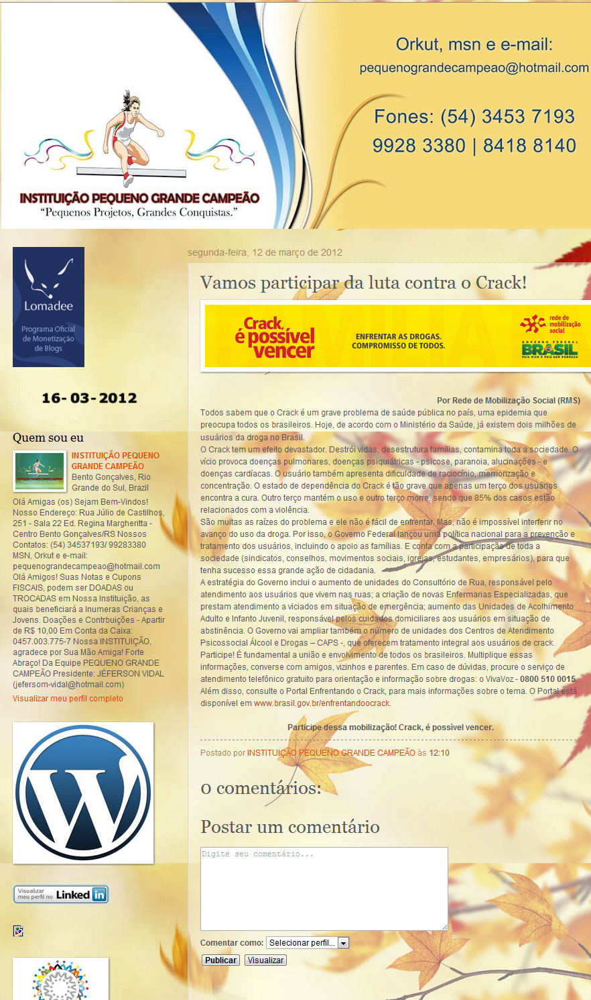 Orkut, msn e e-mail:
pequenograndecampeao@hotmail.com
Fones: (54) 3453 7193
9928 3380 | 8418 8140
INSTITUIÇÃO PEQUENO GRANDE CAMPEÃO
“Pequenos Projetos, Grandes Conquistas.”
Lomadee
Programa Oficial
de Monetização
de Blogs
16-03-2012
Quem sou eu
INSTITUIÇÃO PEQUENO
GRANDE CAMPEÃO
Bento Gonçalves, Rio
Grande do Sul, Brazil
Olá Amigas (os) Sejam Bem-Vindos!
Nosso Endereço: Rua Júlio de Castilhos,
251 - Sala 22 Ed. Regina Margheritta -
Centro Bento Gonçalves/RS Nossos
Contatos: (54) 34537193/ 99283380
MSN, Orkut e e-mail:
pequenograndecampeao@hotmail.com
Olá Amigos! Suas Notas e Cupons
FISCAIS, podem ser DOADAS ou
TROCADAS em Nossa Instituição, as
quais beneficiará a Inumeras Crianças e
Jovens. Doações e Contrbuições - Apartir
de R$ 10,00 Em Conta da Caixa:
0457.003.775-7 Nossa INSTITUIÇÃO,
agradece por Sua Mão Amiga! Forte
Abraço! Da Equipe PEQUENO GRANDE
CAMPEÃO Presidente: JÉFERSON VIDAL
(jefersom-vidal@hotmail.com)
Visualizar meu perfil completo
Visualizar
meu perfil no Linked in
segunda-feira, 12 de março de 2012
Vamos participar da luta contra o Crack!
Crack,
é possível
vencer
ENFRENTAR AS DROGAS.
COMPROMISSO DE TODOS.
rede de
mobilização
social
GOVERNO FEDERAL
BRASIL
PAÍS RICO É PAÍS SEM POBREZA
Por Rede de Mobilização Social (RMS)
Todos sabem que o Crack é um grave problema de saúde pública no país, uma epidemia que
preocupa todos os brasileiros. Hoje, de acordo com o Ministério da Saúde, já existem dois milhões de
usuários da droga no Brasil.
O Crack tem um efeito devastador. Destrói vidas, desestrutura famílias, contamina toda a sociedade. O
vício provoca doenças pulmonares, doenças psiquiátricas - psicose, paranoia, alucinações - e
doenças cardíacas. O usuário também apresenta dificuldade de raciocínio, memorização e
concentração. O estado de dependência do Crack é tão grave que apenas um terço dos usuários
encontra a cura. Outro terço mantém o uso e outro terço morre, sendo que 85% dos casos estão
relacionados com a violência.
São muitas as raízes do problema e ele não é fácil de enfrentar. Mas, não é impossível interferir no
avanço do uso da droga. Por isso, o Governo Federal lançou uma política nacional para a prevenção e
tratamento dos usuários, incluindo o apoio as famílias. E conta com a participação de toda a
sociedade (sindicatos, conselhos, movimentos sociais, igrejas, estudantes, empresários), para que
tenha sucesso essa grande ação de cidadania.
A estratégia do Governo inclui o aumento de unidades do Consultório de Rua, responsável pelo
atendimento aos usuários que vivem nas ruas; a criação de novas Enfermarias Especializadas, que
prestam atendimento a viciados em situação de emergência; aumento das Unidades de Acolhimento
Adulto e Infanto Juvenil, responsável pelos cuidados domiciliares aos usuários em situação de
abstinência. O Governo vai ampliar também o número de unidades dos Centros de Atendimento
Psicossocial Álcool e Drogas – CAPS -, que oferecem tratamento integral aos usuários de crack.
Participe! É fundamental a união e envolvimento de todos os brasileiros. Multiplique essas
informações, converse com amigos, vizinhos e parentes. Em caso de dúvidas, procure o serviço de
atendimento telefônico gratuito para orientação e informação sobre drogas: o VivaVoz - 0800 510 0015.
Além disso, consulte o Portal Enfrentando o Crack, para mais informações sobre o tema. O Portal está
disponível em www.brasil.gov.br/enfrentandoocrack.
Participe dessa mobilização! Crack, é possível vencer.
Postado por INSTITUIÇÃO PEQUENO GRANDE CAMPEÃO às 12:10
0 comentários:
Postar um comentário
Digite seu comentário...
Comentar como: Selecionar perfil...
Publicar Visualizar